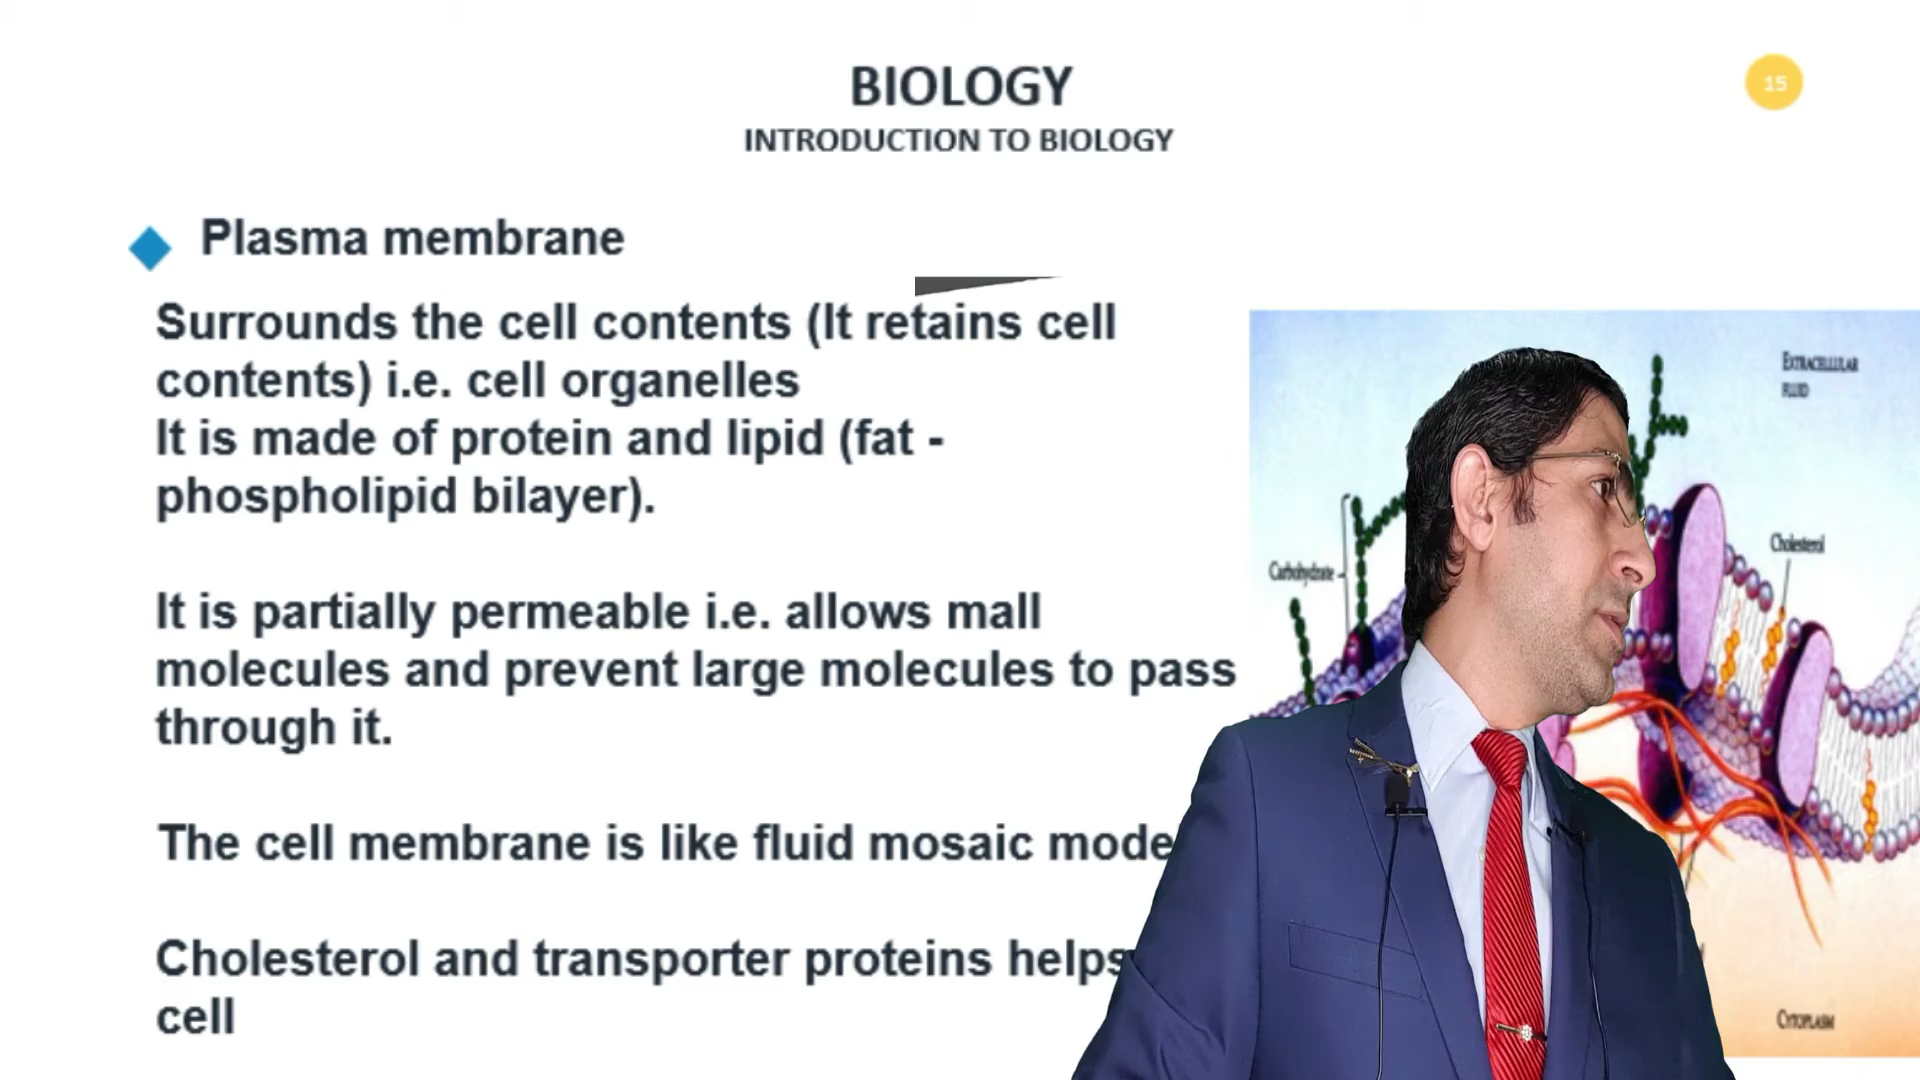 BIOLOGY
15
INTRODUCTION TO BIOLOGY
Plasma membrane
Surrounds the cell contents (It retains cell
contents) i.e. cell organelles
It is made of protein and lipid (fat -
phospholipid bilayer).
It is partially permeable i.e. allows mall
molecules and prevent large molecules to pass
through it.
The cell membrane is like fluid mosaic mode
Cholesterol and transporter proteins helps
cell
EXTRACELLULAR
FLUID
Cholesterol
Carbohydrate
CYTOPLASM